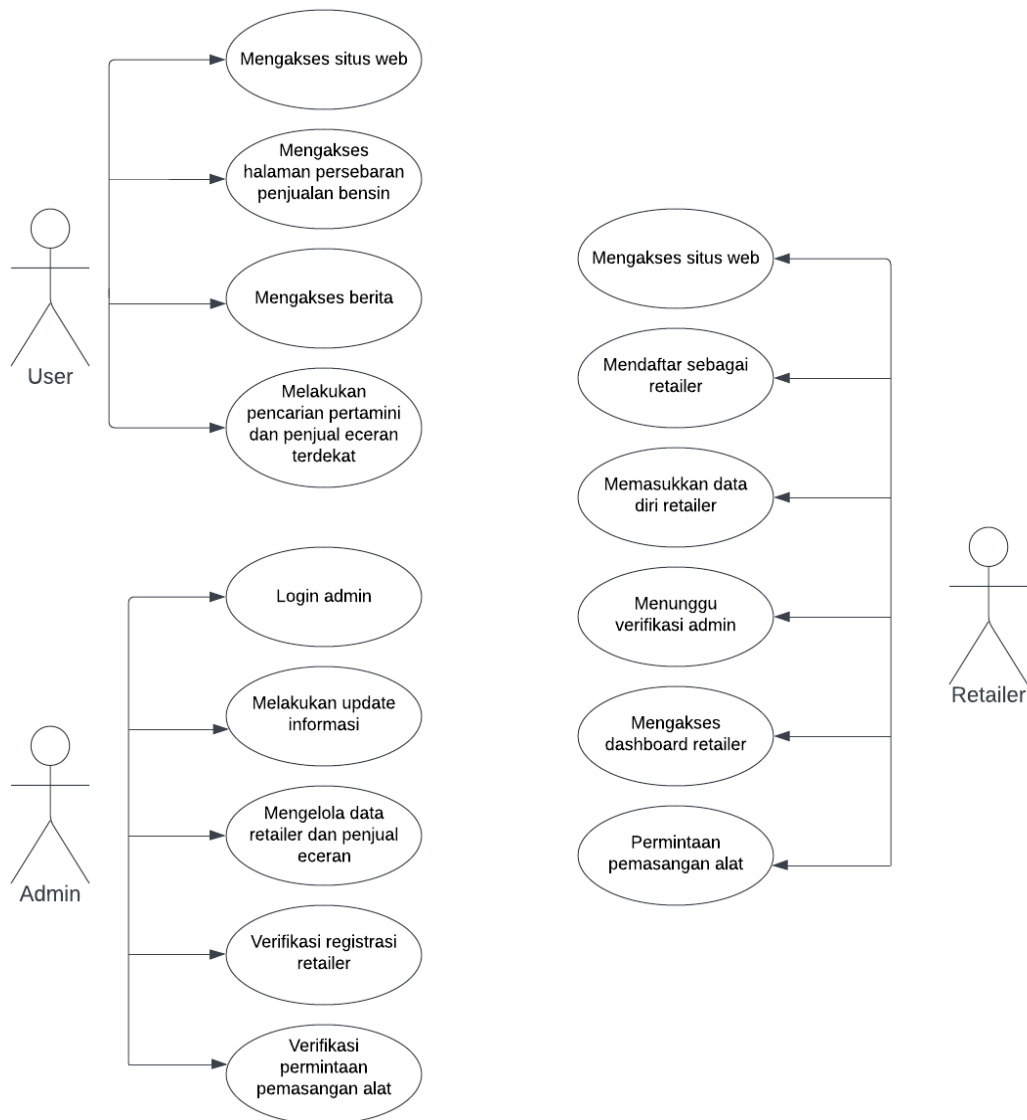 Mengakses situs web
Mengakses
halaman persebaran
penjualan bensin
Mengakses berita
Melakukan
pencarian pertamini
dan penjual eceran
terdekat
User
Login admin
Melakukan update
informasi
Mengelola data
retailer dan penjual
eceran
Verifikasi registrasi
retailer
Verifikasi
permintaan
pemasangan alat
Admin
Mengakses situs web
Mendaftar sebagai
retailer
Memasukkan data
diri retailer
Menunggu
verifikasi admin
Mengakses
dashboard retailer
Permintaan
pemasangan alat
Retailer